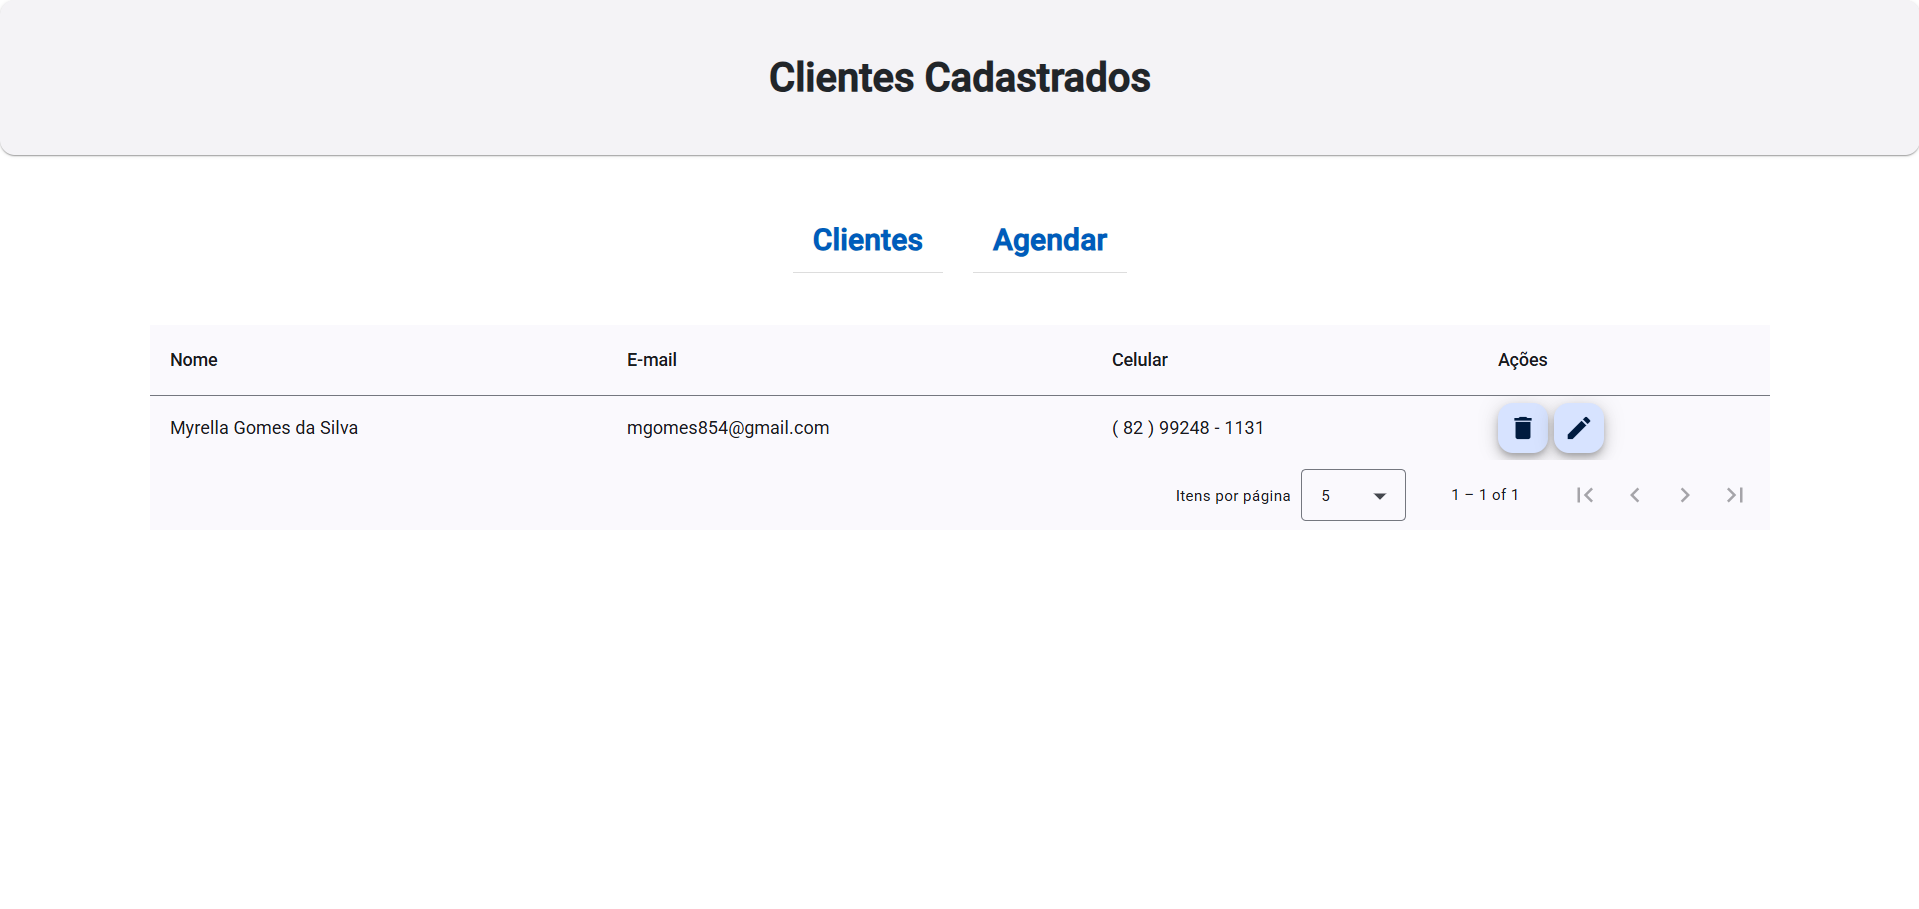 Clientes Cadastrados
Clientes Agendar
Nome E-mail Celular Ações
Myrella Gomes da Silva mgomes854@gmail.com ( 82 ) 99248 - 1131
Itens por página 5 1 – 1 of 1